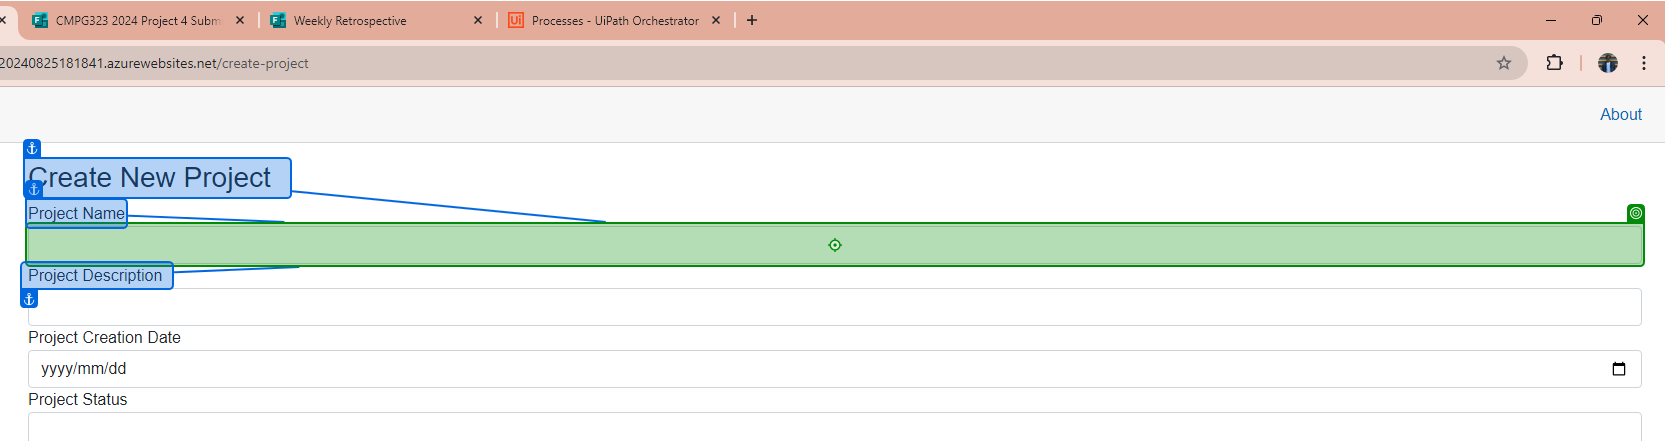 CMPG323 2024 Project 4 Subm
Weekly Retrospective
Ui Processes - UiPath Orchestrator
20240825181841.azurewebsites.net/create-project
About
Create New Project
Project Name
Project Description
Project Creation Date
yyyy/mm/dd
Project Status